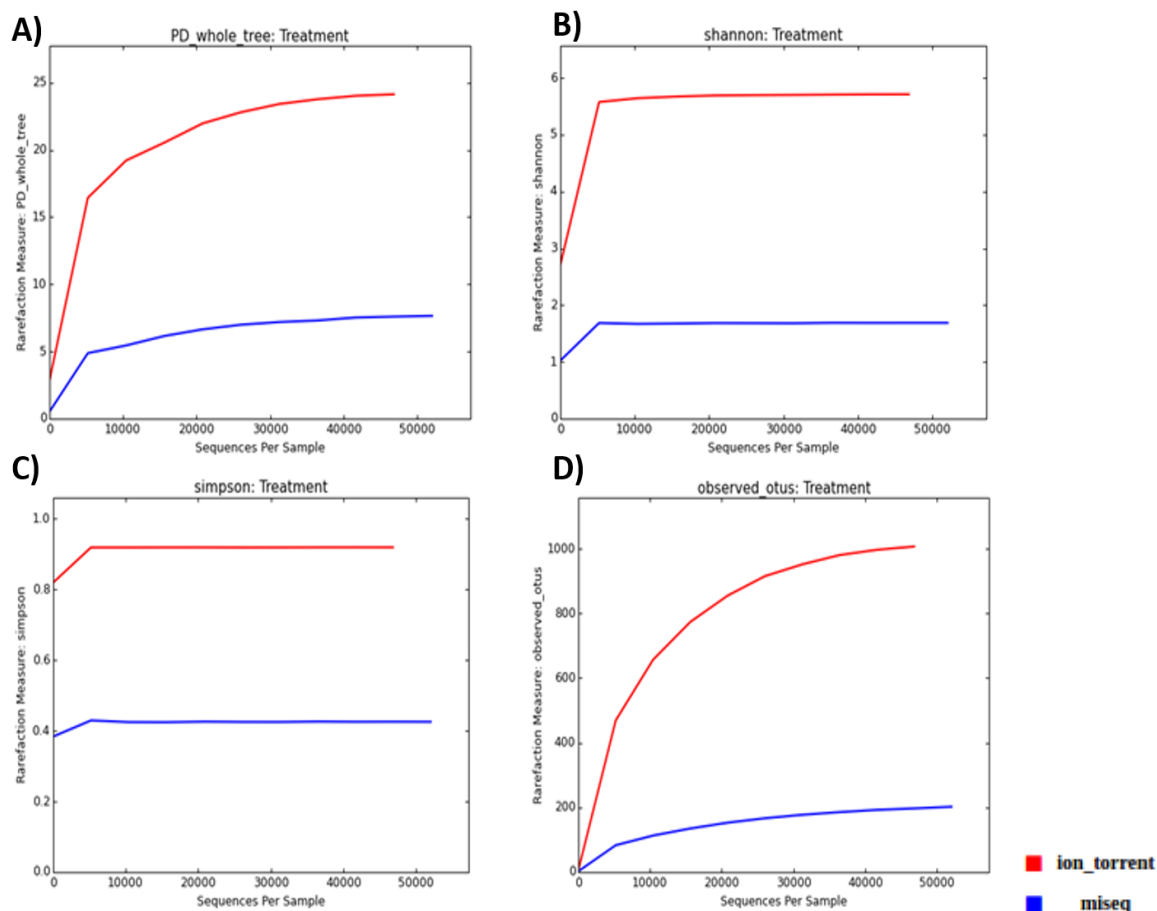 A)
PD_whole_tree: Treatment
Rarefaction Measure: PD_whole_tree
25
20
15
10
5
0
0 10000 20000 30000 40000 50000
Sequences Per Sample
B)
shannon: Treatment
Rarefaction Measure: shannon
6
5
4
3
2
1
0
0 10000 20000 30000 40000 50000
Sequences Per Sample
C)
simpson: Treatment
Rarefaction Measure: simpson
1.0
0.8
0.6
0.4
0.2
0.0
0 10000 20000 30000 40000 50000
Sequences Per Sample
D)
observed_otus: Treatment
Rarefaction Measure: observed_otus
1000
800
600
400
200
0
0 10000 20000 30000 40000 50000
Sequences Per Sample
ion_torrent
miseq